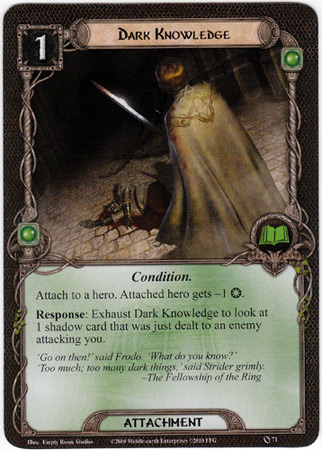 1
DARK KNOWLEDGE
Condition.
Attach to a hero. Attached hero gets –1 .
Response: Exhaust Dark Knowledge to look at
1 shadow card that was just dealt to an enemy
attacking you.
'Go on then!' said Frodo. 'What do you know?'
'Too much; too many dark things,' said Strider grimly.
–The Fellowship of the Ring
ATTACHMENT
Illus. Empty Room Studios ©2010 Middle-earth Enterprises ©2010 FFG 71